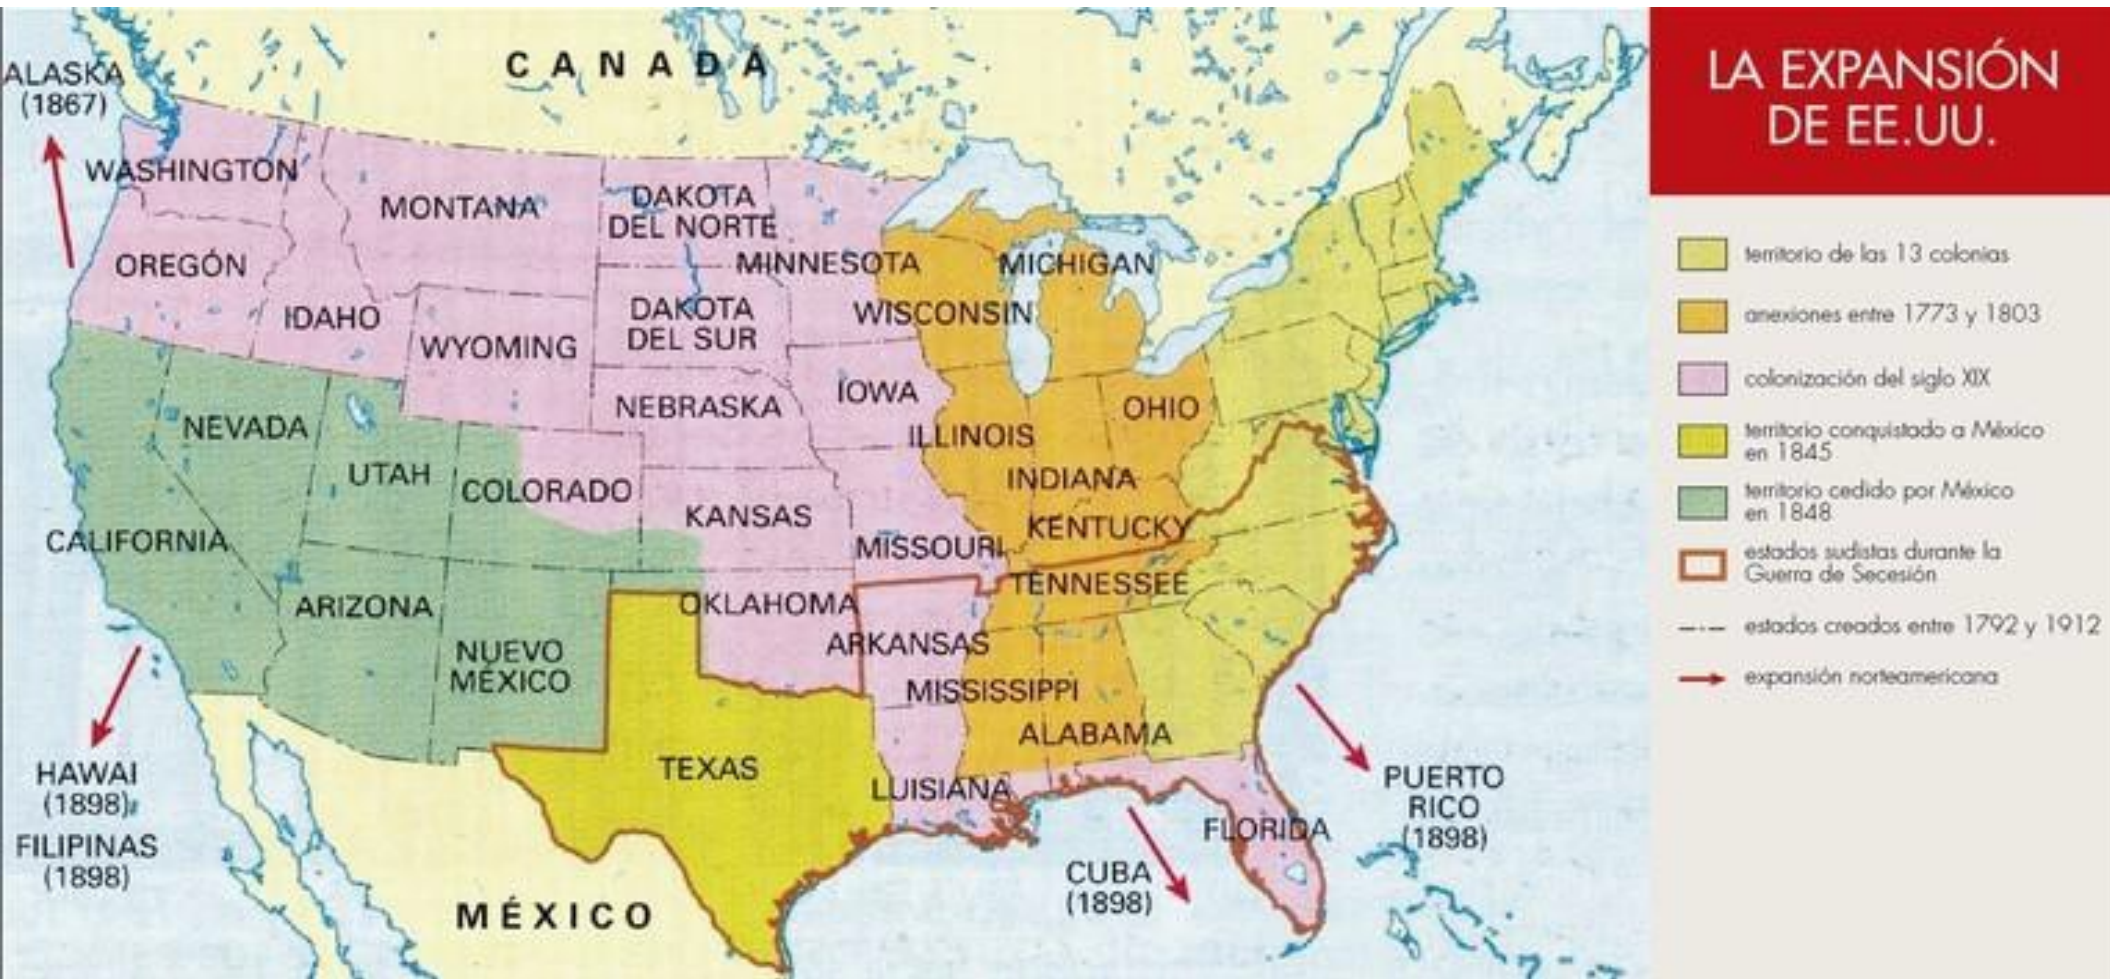 CANADÁ
ALASKA
(1867)
WASHINGTON
MONTANA
DAKOTA
DEL NORTE
MINNESOTA
MICHIGAN
OREGÓN
IDAHO
WYOMING
DAKOTA
DEL SUR
WISCONSIN
NEBRASKA
IOWA
OHIO
NEVADA
UTAH
COLORADO
KANSAS
ILLINOIS
INDIANA
KENTUCKY
CALIFORNIA
MISSOURI
TENNESSEE
ARIZONA
OKLAHOMA
ARKANSAS
NUEVO
MÉXICO
MISSISSIPPI
ALABAMA
TEXAS
LUISIANA
FLORIDA
HAWAI
(1898)
FILIPINAS
(1898)
MÉXICO
CUBA
(1898)
PUERTO
RICO
(1898)
LA EXPANSIÓN
DE EE.UU.
territorio de las 13 colonias
anexiones entre 1773 y 1803
colonización del siglo XIX
territorio conquistado a México
en 1845
territorio cedido por México
en 1848
estados sudistas durante la
Guerra de Secesión
estados creados entre 1792 y 1912
expansión norteamericana